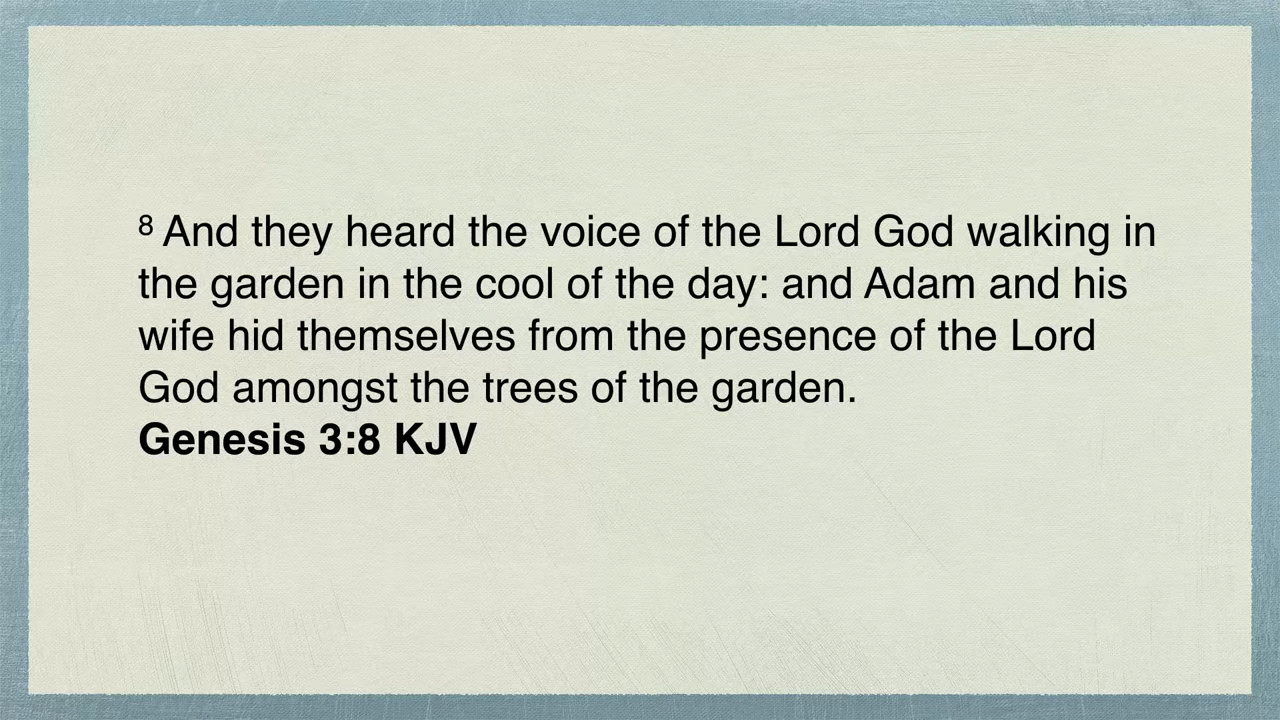 ⁸ And they heard the voice of the Lord God walking in
the garden in the cool of the day: and Adam and his
wife hid themselves from the presence of the Lord
God amongst the trees of the garden.
Genesis 3:8 KJV